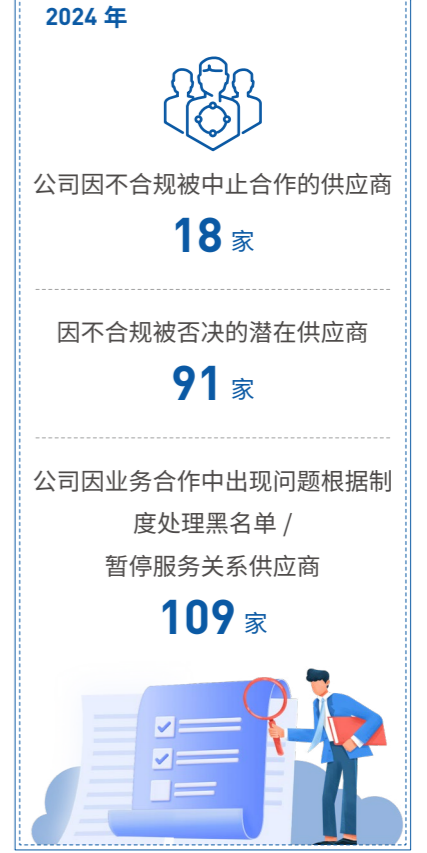 2024 年
公司因不合规被中止合作的供应商
18 家
因不合规被否决的潜在供应商
91 家
公司因业务合作中出现问题根据制
度处理黑名单 /
暂停服务关系供应商
109 家